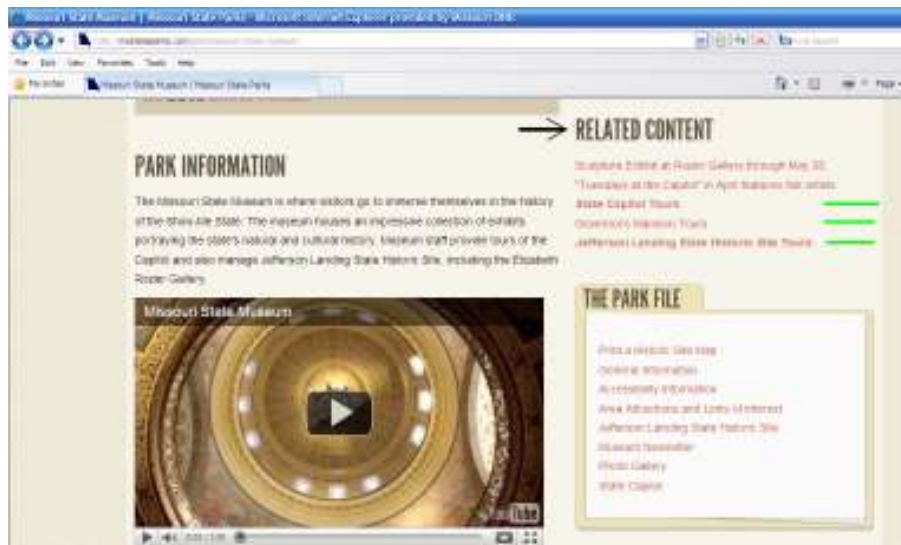 Missouri State Museum | Missouri State Parks - Microsoft Internet Explorer provided by Missouri DNR
File Edit View Favorites Tools Help
Favorites
Missouri State Museum | Missouri State Parks
Page
RELATED CONTENT
Sculpture Exhibit at Rozier Gallery through May 30
"Tuesdays at the Capitol" in April features folk artists
State Capitol Tours
Governor's Mansion Tours
Jefferson Landing State Historic Site Tours
PARK INFORMATION
The Missouri State Museum is where visitors go to immerse themselves in the history
of the Show-Me State. The museum houses an impressive collection of exhibits
portraying the state's natural and cultural history. Museum staff provide tours of the
Capitol and also manage Jefferson Landing State Historic Site, including the Elizabeth
Rozier Gallery.
Missouri State Museum
YouTube
THE PARK FILE
Print a Historic Site Map
General Information
Accessibility Information
Area Attractions and Links of Interest
Jefferson Landing State Historic Site
Museum Newsletter
Photo Gallery
State Capitol